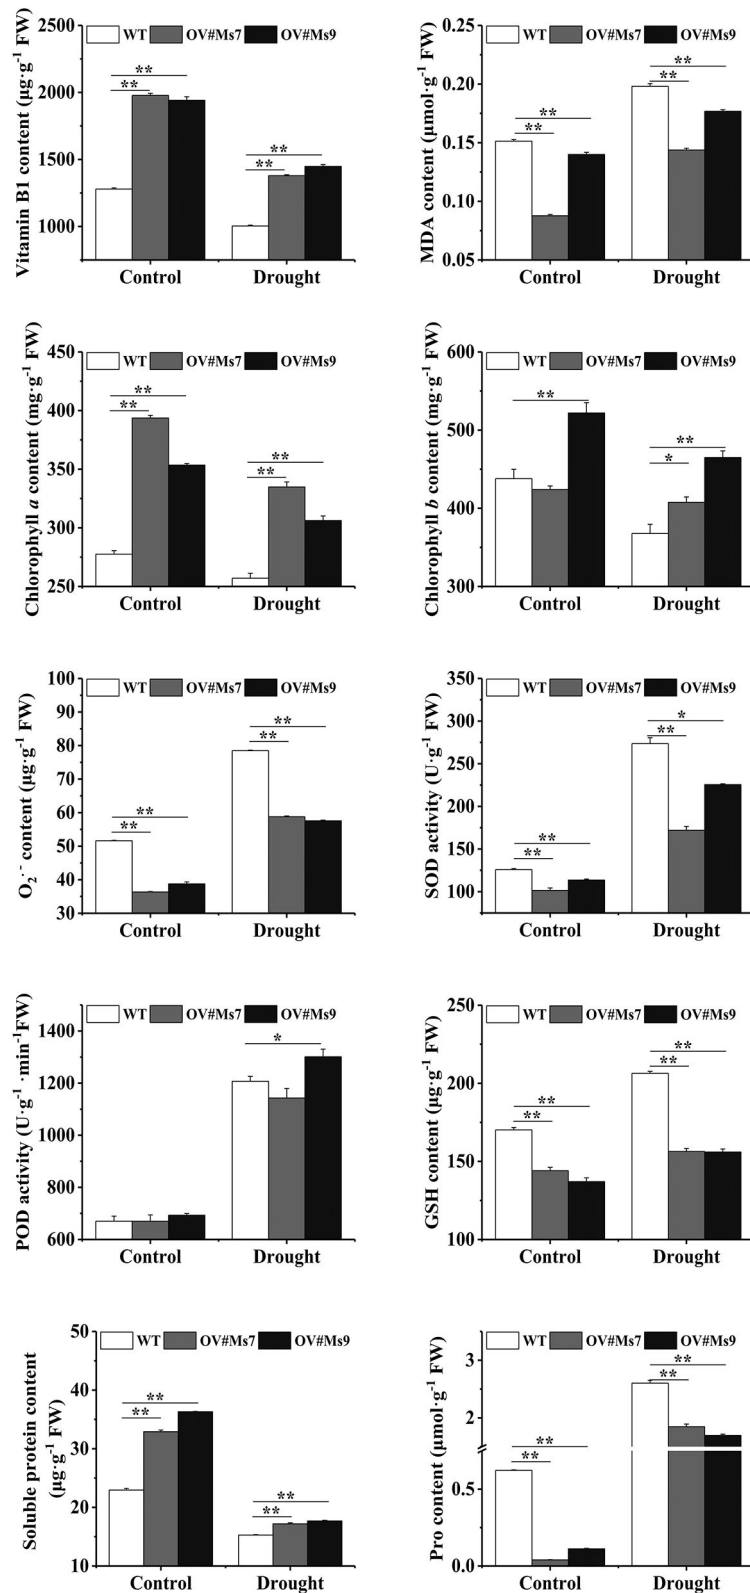 WT OV#Ms7 OV#Ms9
Vitamin B1 content (µg·g⁻¹ FW)
2500
2000
1500
1000
**
**
**
**
Control Drought
WT OV#Ms7 OV#Ms9
MDA content (µmol·g⁻¹ FW)
0.25
0.20
0.15
0.10
0.05
**
**
**
**
Control Drought
WT OV#Ms7 OV#Ms9
Chlorophyll a content (mg·g⁻¹ FW)
450
400
350
300
250
**
**
**
**
Control Drought
WT OV#Ms7 OV#Ms9
Chlorophyll b content (mg·g⁻¹ FW)
600
500
400
300
**
**
*
Control Drought
WT OV#Ms7 OV#Ms9
O₂·⁻ content (µg·g⁻¹ FW)
100
90
80
70
60
50
40
30
**
**
**
**
Control Drought
WT OV#Ms7 OV#Ms9
SOD activity (U·g⁻¹ FW)
350
300
250
200
150
100
**
**
*
**
Control Drought
WT OV#Ms7 OV#Ms9
POD activity (U·g⁻¹ ·min⁻¹FW)
1400
1200
1000
800
600
*
Control Drought
WT OV#Ms7 OV#Ms9
GSH content (µg·g⁻¹ FW)
250
200
150
100
**
**
**
**
Control Drought
WT OV#Ms7 OV#Ms9
Soluble protein content
(µg·g⁻¹ FW)
50
40
30
20
10
**
**
**
**
Control Drought
WT OV#Ms7 OV#Ms9
Pro content (µmol·g⁻¹ FW)
3
2
0.5
0.0
**
**
**
**
Control Drought